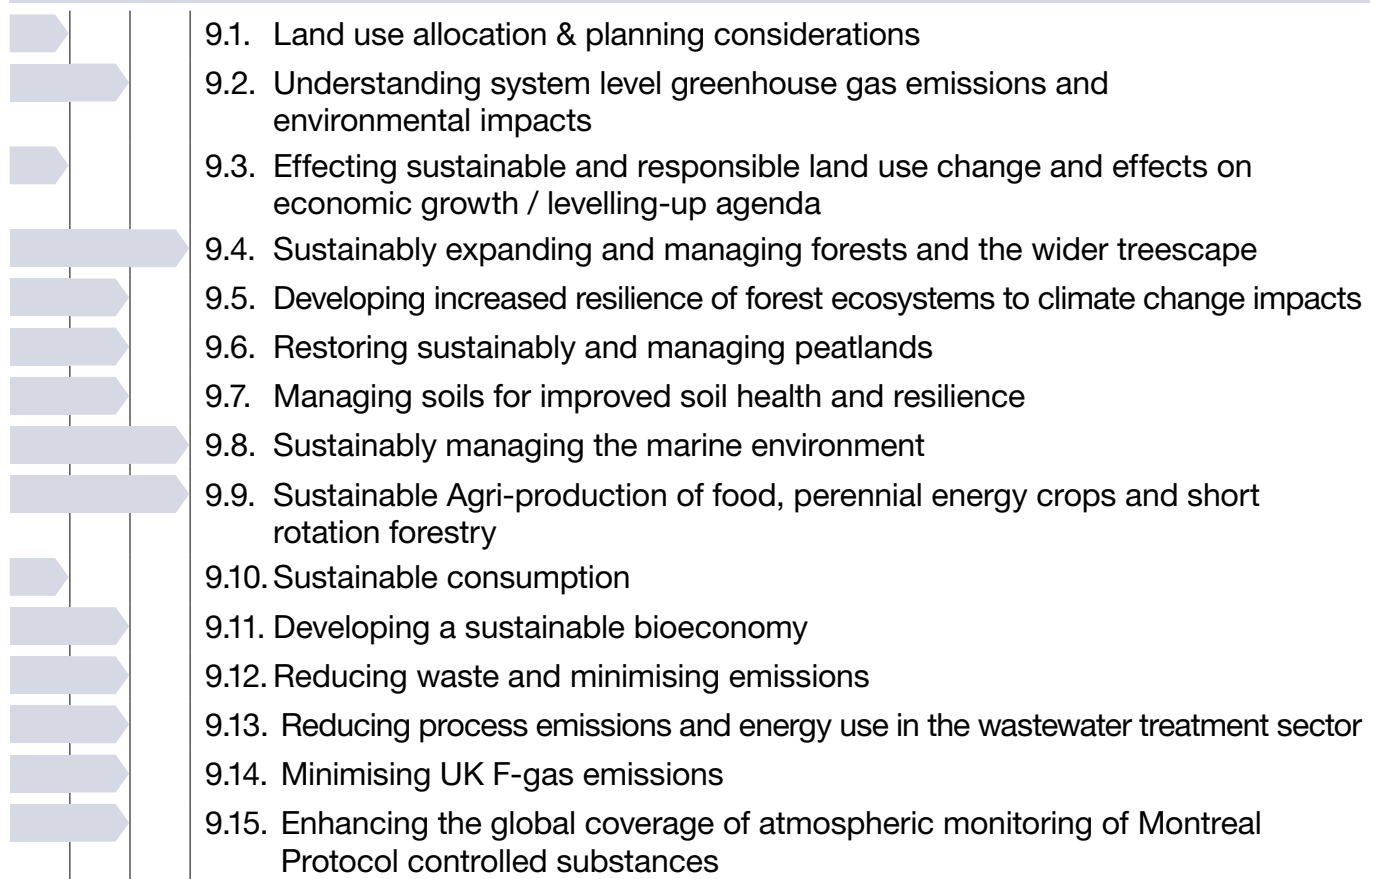 9.1. Land use allocation & planning considerations
9.2. Understanding system level greenhouse gas emissions and
environmental impacts
9.3. Effecting sustainable and responsible land use change and effects on
economic growth / levelling-up agenda
9.4. Sustainably expanding and managing forests and the wider treescape
9.5. Developing increased resilience of forest ecosystems to climate change impacts
9.6. Restoring sustainably and managing peatlands
9.7. Managing soils for improved soil health and resilience
9.8. Sustainably managing the marine environment
9.9. Sustainable Agri-production of food, perennial energy crops and short
rotation forestry
9.10. Sustainable consumption
9.11. Developing a sustainable bioeconomy
9.12. Reducing waste and minimising emissions
9.13. Reducing process emissions and energy use in the wastewater treatment sector
9.14. Minimising UK F-gas emissions
9.15. Enhancing the global coverage of atmospheric monitoring of Montreal
Protocol controlled substances